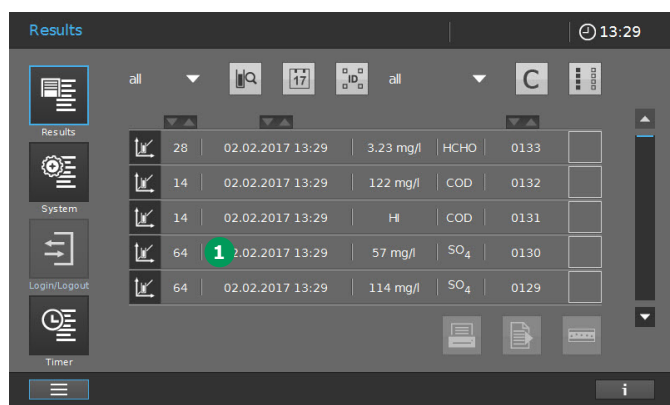 Results 13:29
all 17 ID all C
Results
28 02.02.2017 13:29 3.23 mg/l HCHO 0133
14 02.02.2017 13:29 122 mg/l COD 0132
System
14 02.02.2017 13:29 HI COD 0131
64 1 2.02.2017 13:29 57 mg/l SO₄ 0130
Login/Logout
64 02.02.2017 13:29 114 mg/l SO₄ 0129
Timer
i